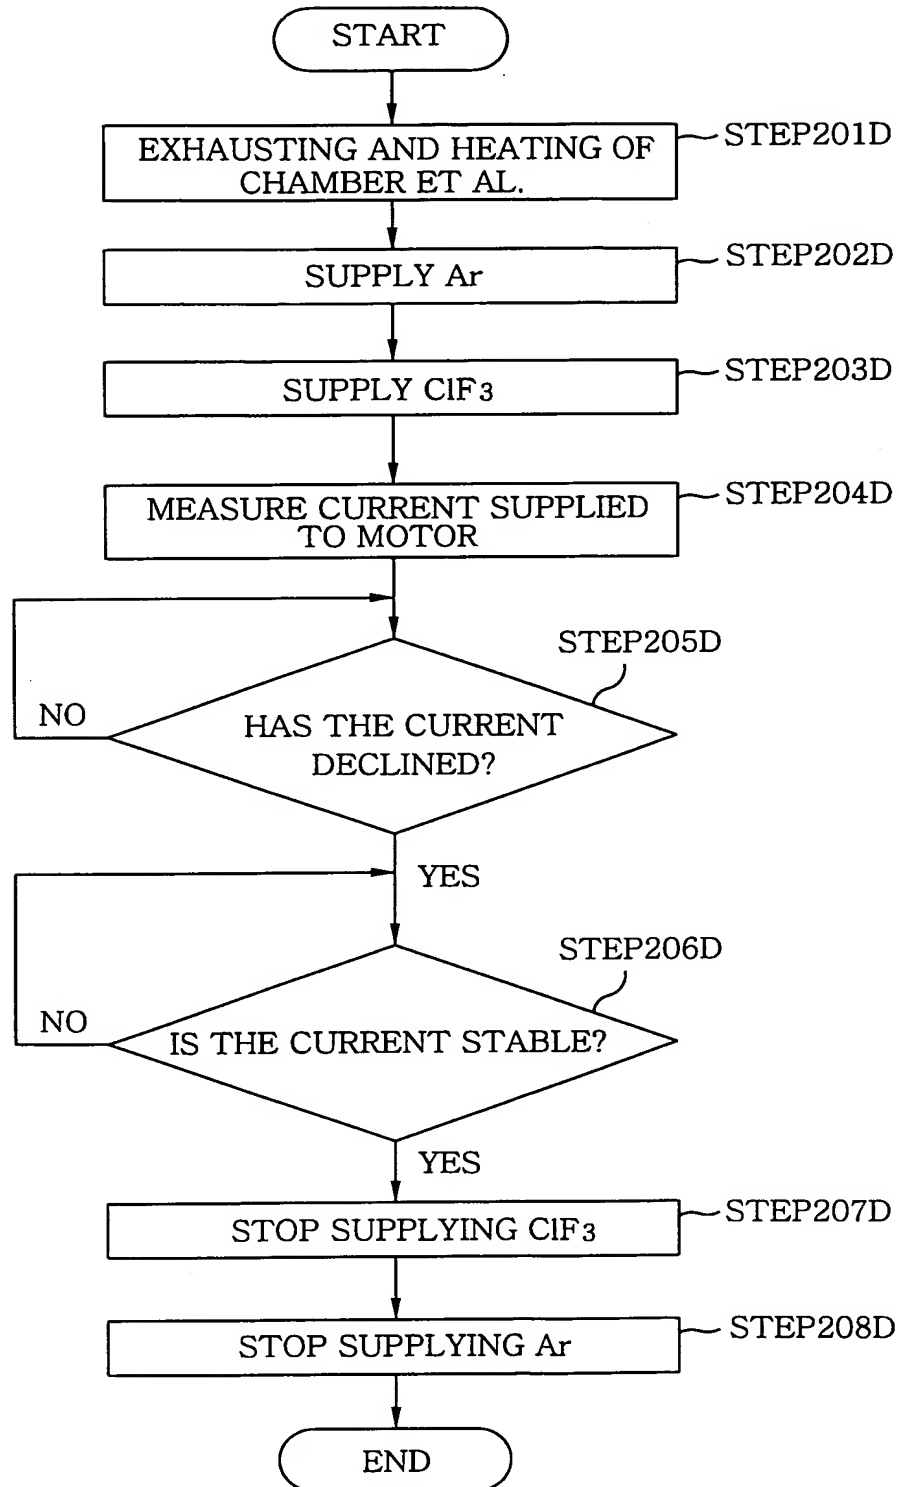 START
EXHAUSTING AND HEATING OF
CHAMBER ET AL.
STEP201D
SUPPLY Ar
STEP202D
SUPPLY ClF3
STEP203D
MEASURE CURRENT SUPPLIED
TO MOTOR
STEP204D
STEP205D
HAS THE CURRENT
DECLINED?
NO
YES
STEP206D
IS THE CURRENT STABLE?
NO
YES
STOP SUPPLYING ClF3
STEP207D
STOP SUPPLYING Ar
STEP208D
END